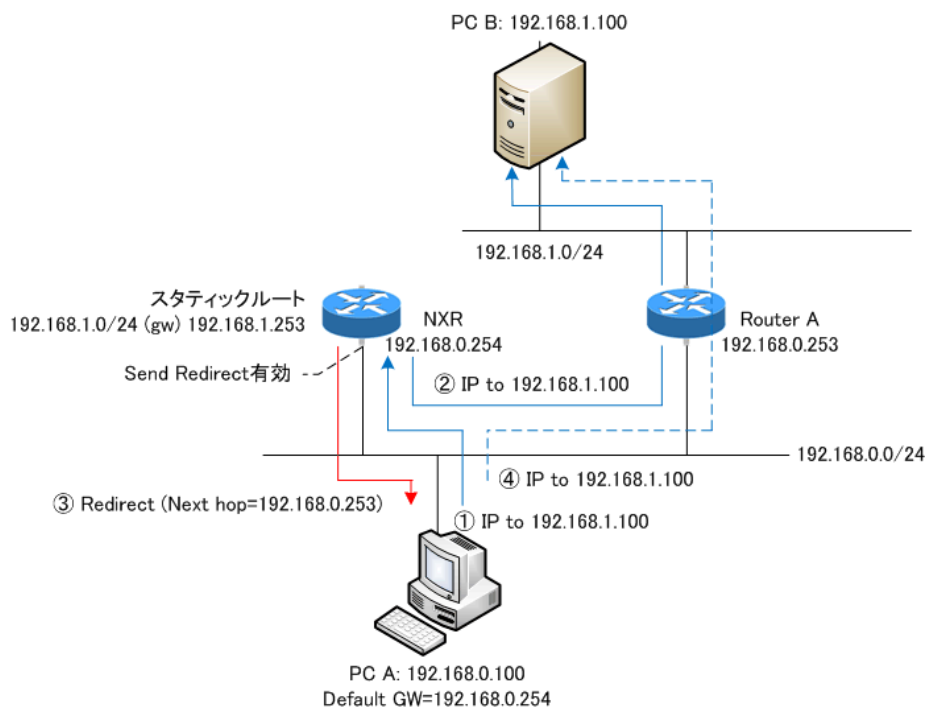 PC B: 192.168.1.100
192.168.1.0/24
スタティックルート
192.168.1.0/24 (gw) 192.168.1.253
NXR
192.168.0.254
Router A
192.168.0.253
Send Redirect有効
② IP to 192.168.1.100
192.168.0.0/24
③ Redirect (Next hop=192.168.0.253)
④ IP to 192.168.1.100
① IP to 192.168.1.100
PC A: 192.168.0.100
Default GW=192.168.0.254